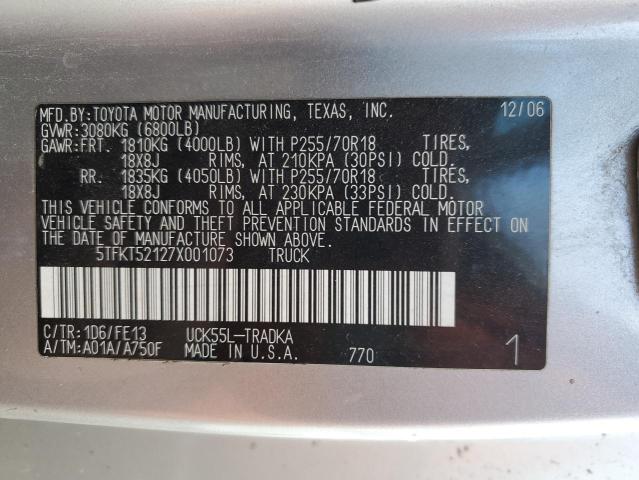 MFD.BY:TOYOTA MOTOR MANUFACTURING, TEXAS, INC. 12/06
GVWR:3080KG (6800LB)
GAWR:FRT. 1810KG (4000LB) WITH P255/70R18 TIRES,
18X8J RIMS, AT 210KPA (30PSI) COLD.
RR. 1835KG (4050LB) WITH P255/70R18 TIRES,
18X8J RIMS, AT 230KPA (33PSI) COLD.
THIS VEHICLE CONFORMS TO ALL APPLICABLE FEDERAL MOTOR
VEHICLE SAFETY AND THEFT PREVENTION STANDARDS IN EFFECT ON
THE DATE OF MANUFACTURE SHOWN ABOVE.
5TFKT52127X001073 TRUCK
C/TR:1D6/FE13 UCK55L-TRADKA
A/TM:A01A/A750F MADE IN U.S.A. 770 1